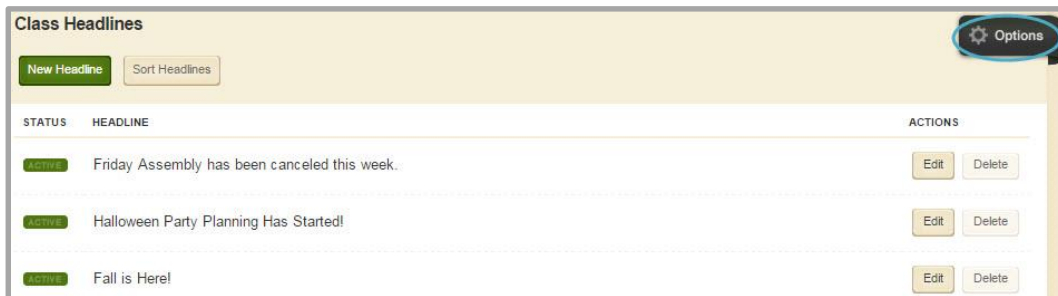 Class Headlines
Options
New Headline Sort Headlines
STATUS HEADLINE ACTIONS
ACTIVE Friday Assembly has been canceled this week. Edit Delete
ACTIVE Halloween Party Planning Has Started! Edit Delete
ACTIVE Fall is Here! Edit Delete